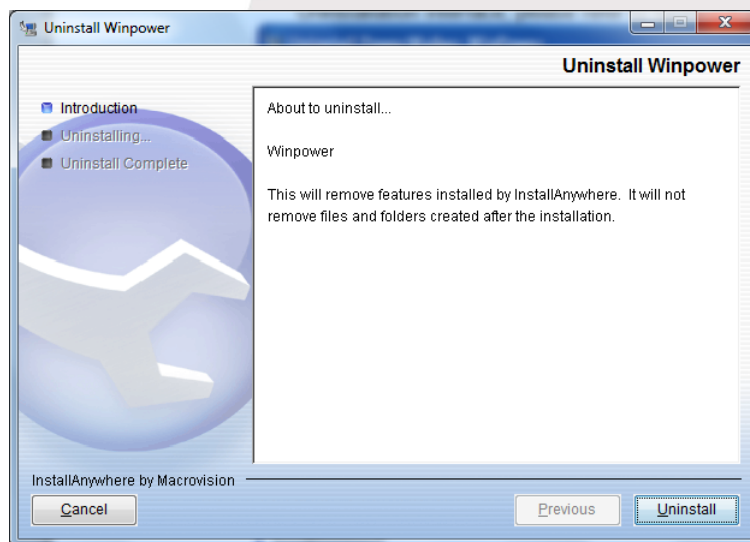 Uninstall Winpower
Uninstall Winpower
Introduction
Uninstalling...
Uninstall Complete
About to uninstall...
Winpower
This will remove features installed by InstallAnywhere. It will not
remove files and folders created after the installation.
InstallAnywhere by Macrovision
Cancel
Previous
Uninstall